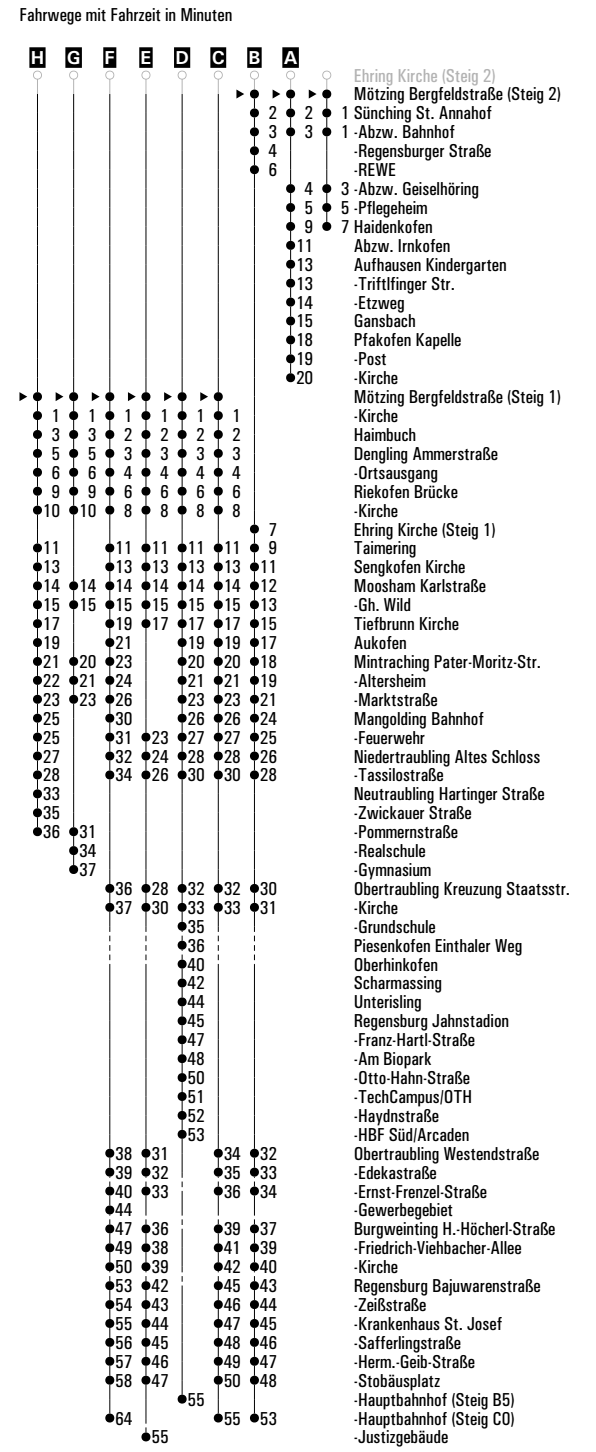 Fahrwege mit Fahrzeit in Minuten
H G F E D C B A
Ehring Kirche (Steig 2)
Mötzing Bergfeldstraße (Steig 2)
2 2 1 Sünching St. Annahof
3 3 1 -Abzw. Bahnhof
4 -Regensburger Straße
6 -REWE
4 3 -Abzw. Geiselhöring
5 5 -Pflegeheim
9 7 Haidenkofen
11 Abzw. Irnkofen
13 Aufhausen Kindergarten
13 -Triftlfinger Str.
14 -Etzweg
15 Gansbach
18 Pfakofen Kapelle
19 -Post
20 -Kirche
Mötzing Bergfeldstraße (Steig 1)
1 1 1 1 1 1 -Kirche
3 3 2 2 2 2 Haimbuch
5 5 3 3 3 3 Dengling Ammerstraße
6 6 4 4 4 4 -Ortsausgang
9 9 6 6 6 6 Riekofen Brücke
10 10 8 8 8 8 -Kirche
7 Ehring Kirche (Steig 1)
11 11 11 11 11 9 Taimering
13 13 13 13 13 11 Sengkofen Kirche
14 14 14 14 14 14 12 Moosham Karlstraße
15 15 15 15 15 15 13 -Gh. Wild
17 19 17 17 17 15 Tiefbrunn Kirche
19 21 19 19 17 Aukofen
21 20 23 20 20 18 Mintraching Pater-Moritz-Str.
22 21 24 21 21 19 -Altersheim
23 23 26 23 23 21 -Marktstraße
25 30 26 26 24 Mangolding Bahnhof
25 31 23 27 27 25 -Feuerwehr
27 32 24 28 28 26 Niedertraubling Altes Schloss
28 34 26 30 30 28 -Tassilostraße
33 Neutraubling Hartinger Straße
35 -Zwickauer Straße
36 31 -Pommernstraße
34 -Realschule
37 -Gymnasium
36 28 32 32 30 Obertraubling Kreuzung Staatsstr.
37 30 33 33 31 -Kirche
35 -Grundschule
36 Piesenkofen Einthaler Weg
40 Oberhinkofen
42 Scharmassing
44 Unterisling
45 Regensburg Jahnstadion
47 -Franz-Hartl-Straße
48 -Am Biopark
50 -Otto-Hahn-Straße
51 -TechCampus/OTH
52 -Haydnstraße
53 -HBF Süd/Arcaden
38 31 34 32 Obertraubling Westendstraße
39 32 35 33 -Edekastraße
40 33 36 34 -Ernst-Frenzel-Straße
44 -Gewerbegebiet
47 36 39 37 Burgweinting H.-Höcherl-Straße
49 38 41 39 -Friedrich-Viehbacher-Allee
50 39 42 40 -Kirche
53 42 45 43 Regensburg Bajuwarenstraße
54 43 46 44 -Zeißstraße
55 44 47 45 -Krankenhaus St. Josef
56 45 48 46 -Safferlingstraße
57 46 49 47 -Herm.-Geib-Straße
58 47 50 48 -Stobäusplatz
55 -Hauptbahnhof (Steig B5)
64 55 53 -Hauptbahnhof (Steig C0)
55 -Justizgebäude